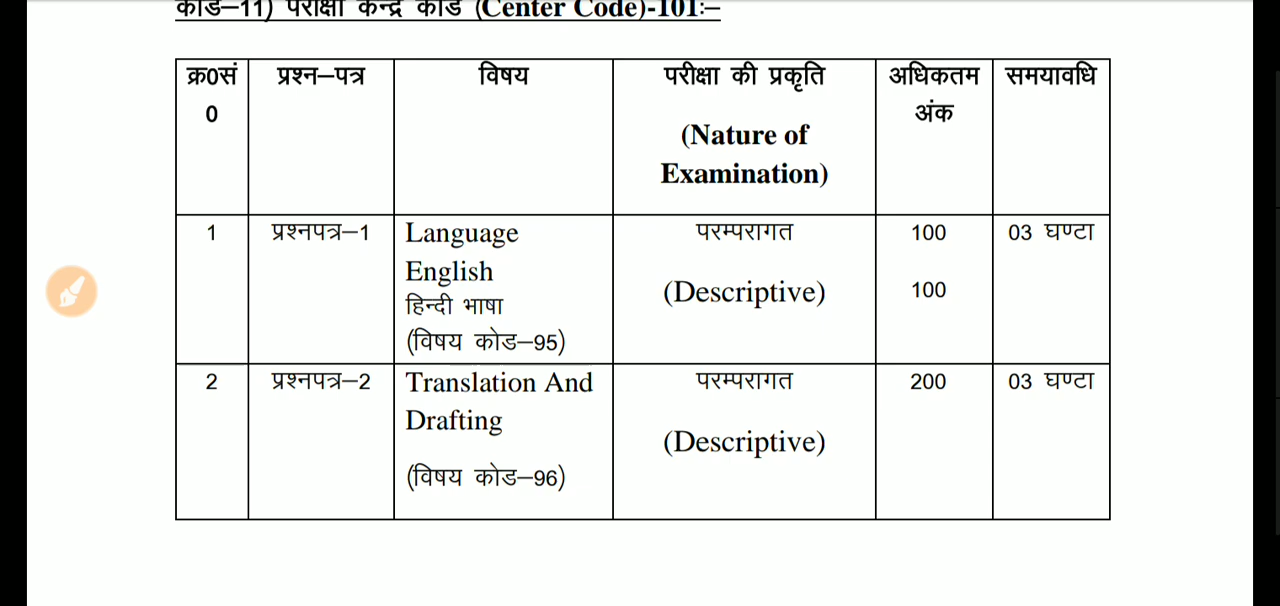 कोड–11) परीक्षा केन्द्र कोड (Center Code)-101:–
क्र0सं0 प्रश्न–पत्र विषय परीक्षा की प्रकृति (Nature of Examination) अधिकतम अंक समयावधि
1 प्रश्नपत्र–1 Language परम्परागत 100 03 घण्टा
English
(Descriptive) 100
हिन्दी भाषा
(विषय कोड–95)
2 प्रश्नपत्र–2 Translation And परम्परागत 200 03 घण्टा
Drafting
(Descriptive)
(विषय कोड–96)